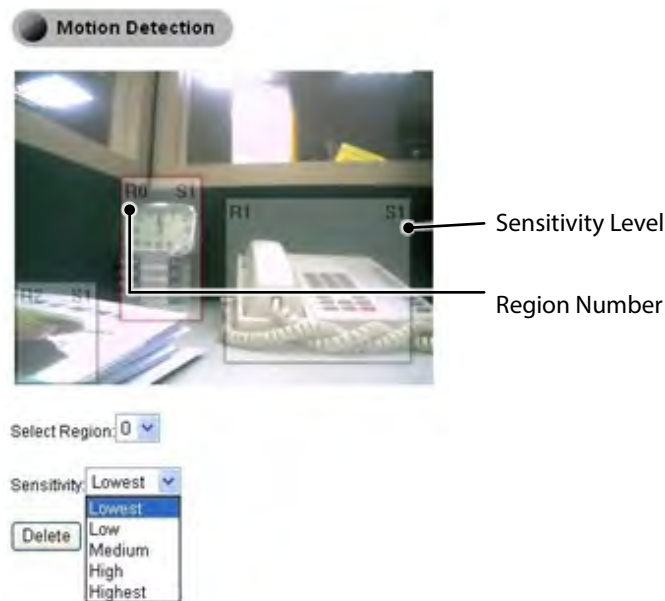 Motion Detection
R0 S1
R1 S1
Sensitivity Level
R2 S1
Region Number
Select Region: 0
Sensitivity: Lowest
Lowest
Delete
Low
Medium
High
Highest